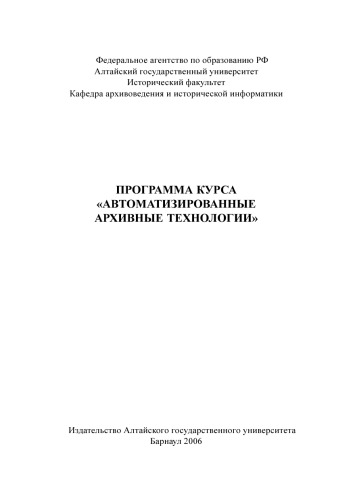 Федеральное агентство по образованию РФ
Алтайский государственный университет
Исторический факультет
Кафедра архивоведения и исторической информатики
ПРОГРАММА КУРСА
«АВТОМАТИЗИРОВАННЫЕ
АРХИВНЫЕ ТЕХНОЛОГИИ»
Издательство Алтайского государственного университета
Барнаул 2006